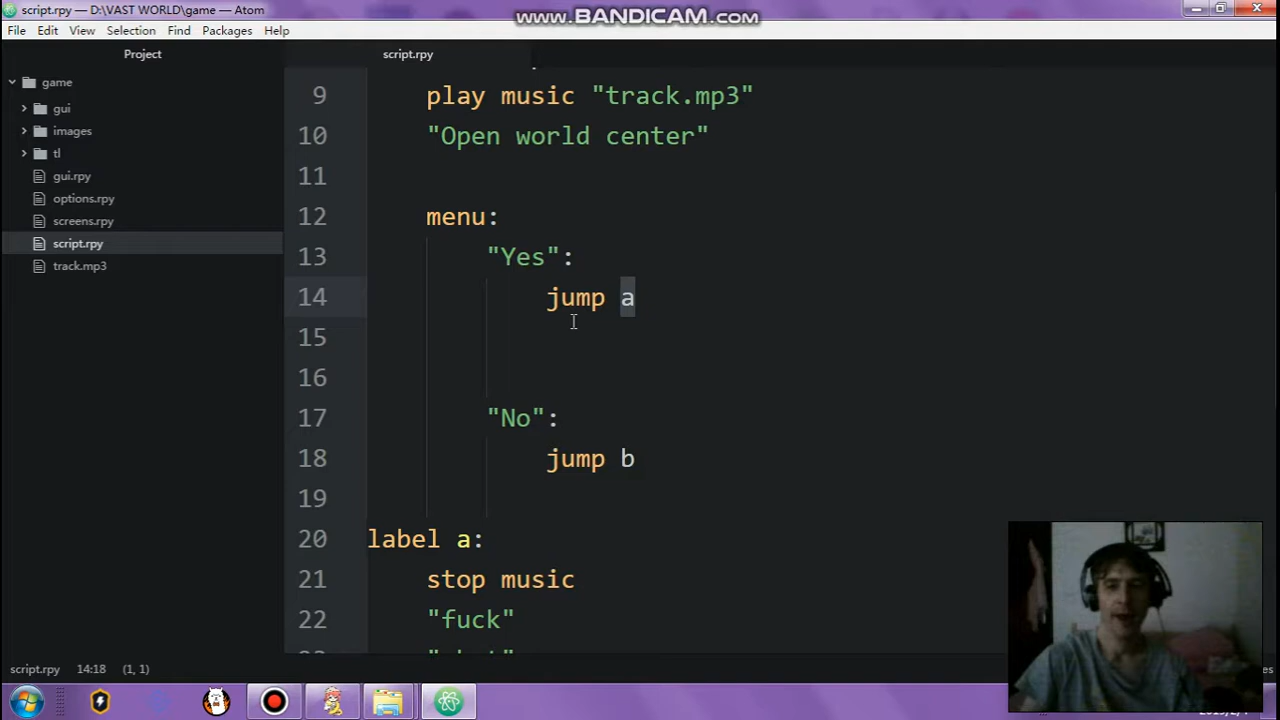 script.rpy — D:\VAST WORLD\game — Atom
www.BANDICAM.com
File Edit View Selection Find Packages Help
Project
script.rpy
game
gui
images
tl
gui.rpy
options.rpy
screens.rpy
script.rpy
track.mp3
9 play music "track.mp3"
10 "Open world center"
11
12 menu:
13 "Yes":
14 jump a
15
16
17 "No":
18 jump b
19
20 label a:
21 stop music
22 "fuck"
script.rpy 14:18 (1, 1)